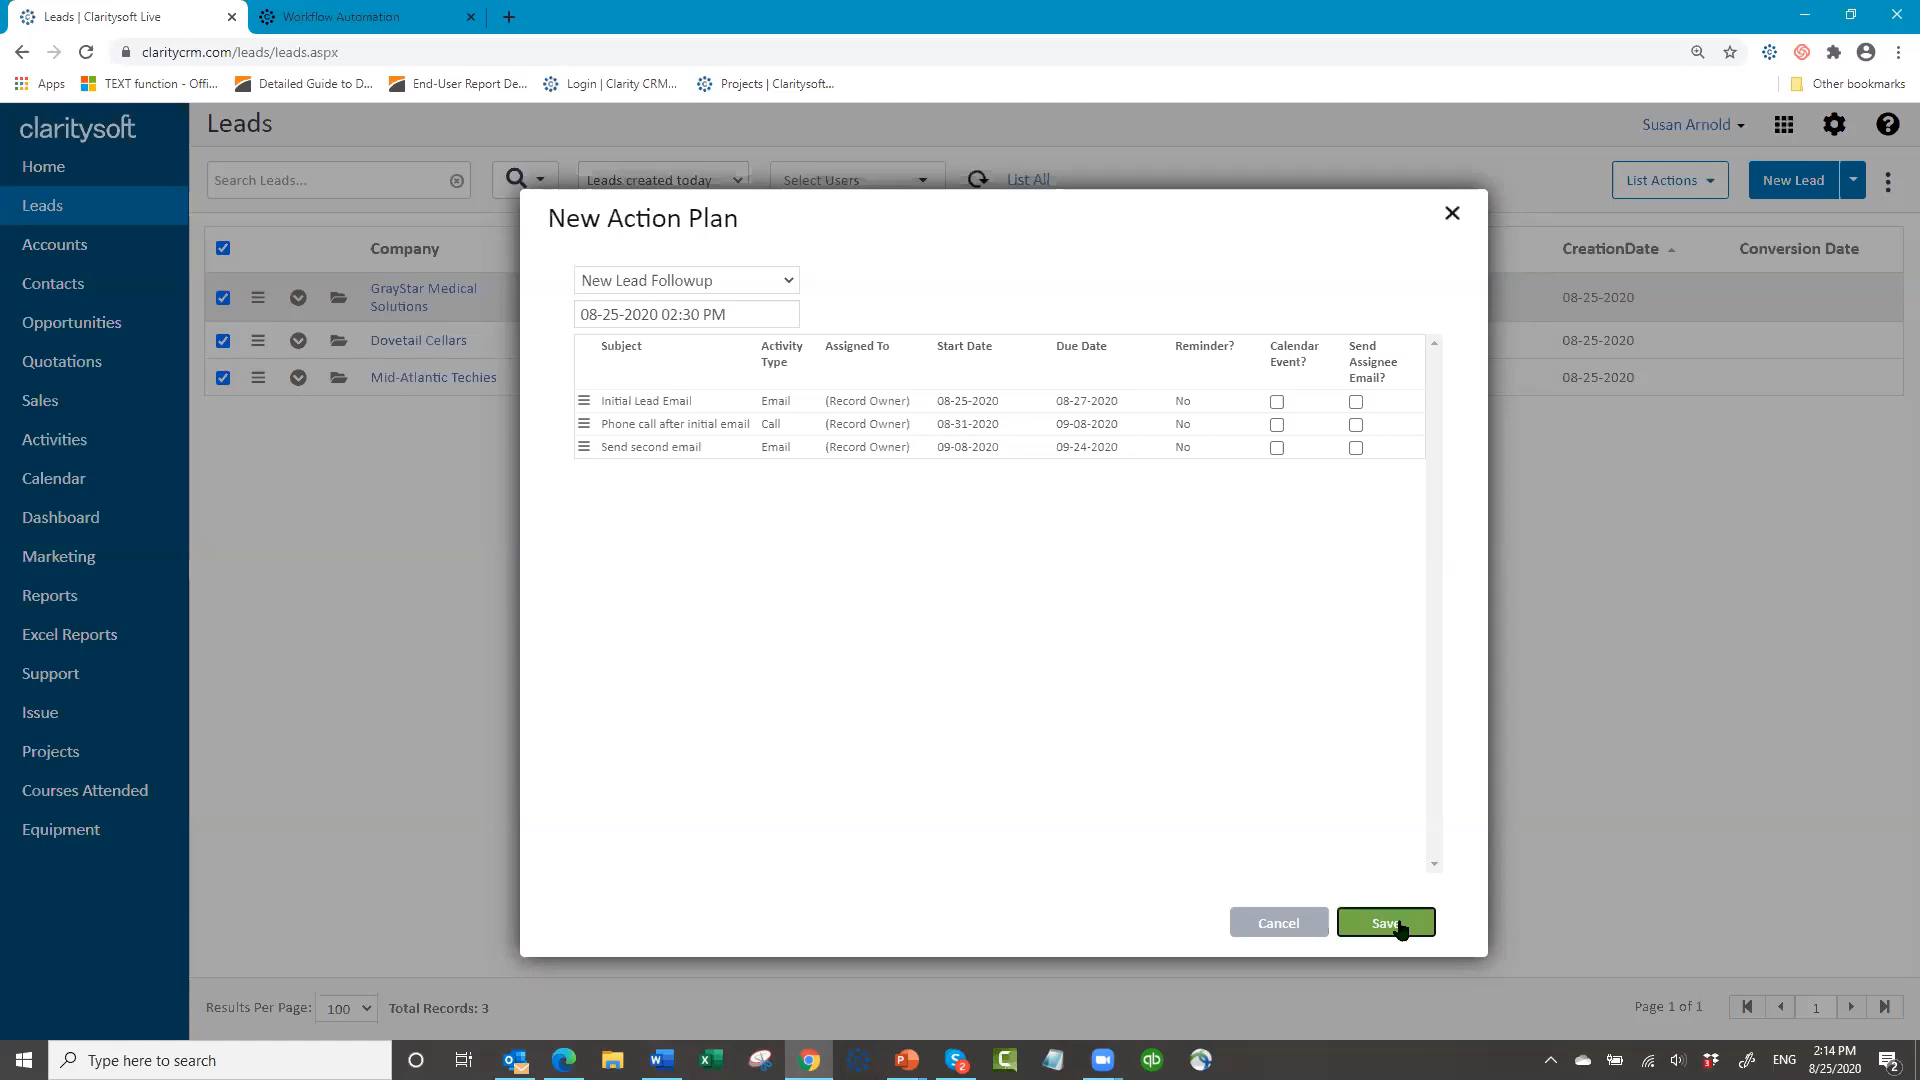 Leads | Claritysoft Live
Workflow Automation
claritycrm.com/leads/leads.aspx
Apps
TEXT function - Offi...
Detailed Guide to D...
End-User Report De...
Login | Clarity CRM...
Projects | Claritysoft...
Other bookmarks
claritysoft
Leads
Susan Arnold
Home
Leads
Accounts
Contacts
Opportunities
Quotations
Sales
Activities
Calendar
Dashboard
Marketing
Reports
Excel Reports
Support
Issue
Projects
Courses Attended
Equipment
Search Leads...
Leads created today
Select Users
List All
List Actions
New Lead
Company
CreationDate
Conversion Date
GrayStar Medical
Solutions
08-25-2020
Dovetail Cellars
08-25-2020
Mid-Atlantic Techies
08-25-2020
New Action Plan
New Lead Followup
08-25-2020 02:30 PM
Subject
Activity
Type
Assigned To
Start Date
Due Date
Reminder?
Calendar
Event?
Send
Assignee
Email?
Initial Lead Email Email (Record Owner) 08-25-2020 08-27-2020 No
Phone call after initial email Call (Record Owner) 08-31-2020 09-08-2020 No
Send second email Email (Record Owner) 09-08-2020 09-24-2020 No
Cancel
Save
Results Per Page: 100 Total Records: 3
Page 1 of 1
1
Type here to search
ENG
2:14 PM
8/25/2020